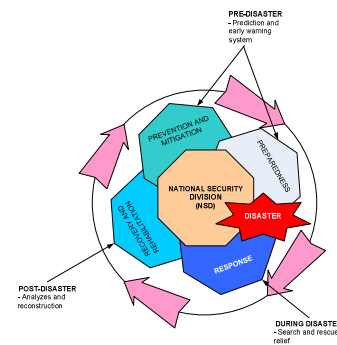 PRE-DISASTER
- Prediction and
early warning
system
PREVENTION AND
MITIGATION
PREPAREDNESS
NATIONAL SECURITY
DIVISION
(NSD)
DISASTER
RECOVERY AND
REHABILITATION
RESPONSE
POST-DISASTER
- Analyzes and
reconstruction
DURING DISASTE
- Search and rescue
relief